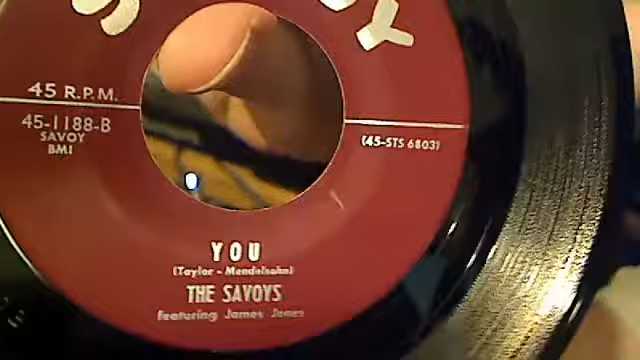 45 R.P.M.
45-1188-B
SAVOY
BMI
(45-STS 6803)
YOU
(Taylor - Mendelsohn)
THE SAVOYS
featuring James Jones